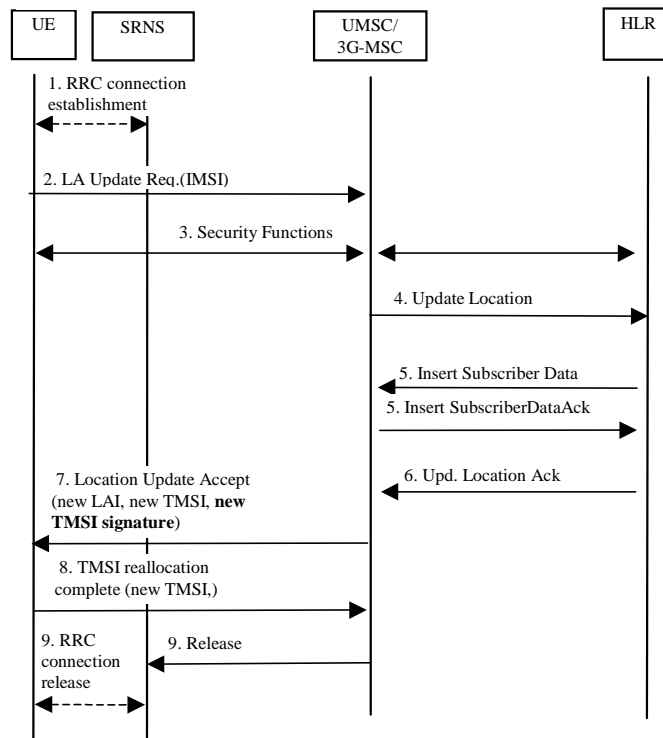 UE
SRNS
UMSC/
3G-MSC
HLR
1. RRC connection
establishment
2. LA Update Req.(IMSI)
3. Security Functions
4. Update Location
5. Insert Subscriber Data
5. Insert SubscriberDataAck
7. Location Update Accept
(new LAI, new TMSI, new
TMSI signature)
6. Upd. Location Ack
8. TMSI reallocation
complete (new TMSI,)
9. RRC
connection
release
9. Release